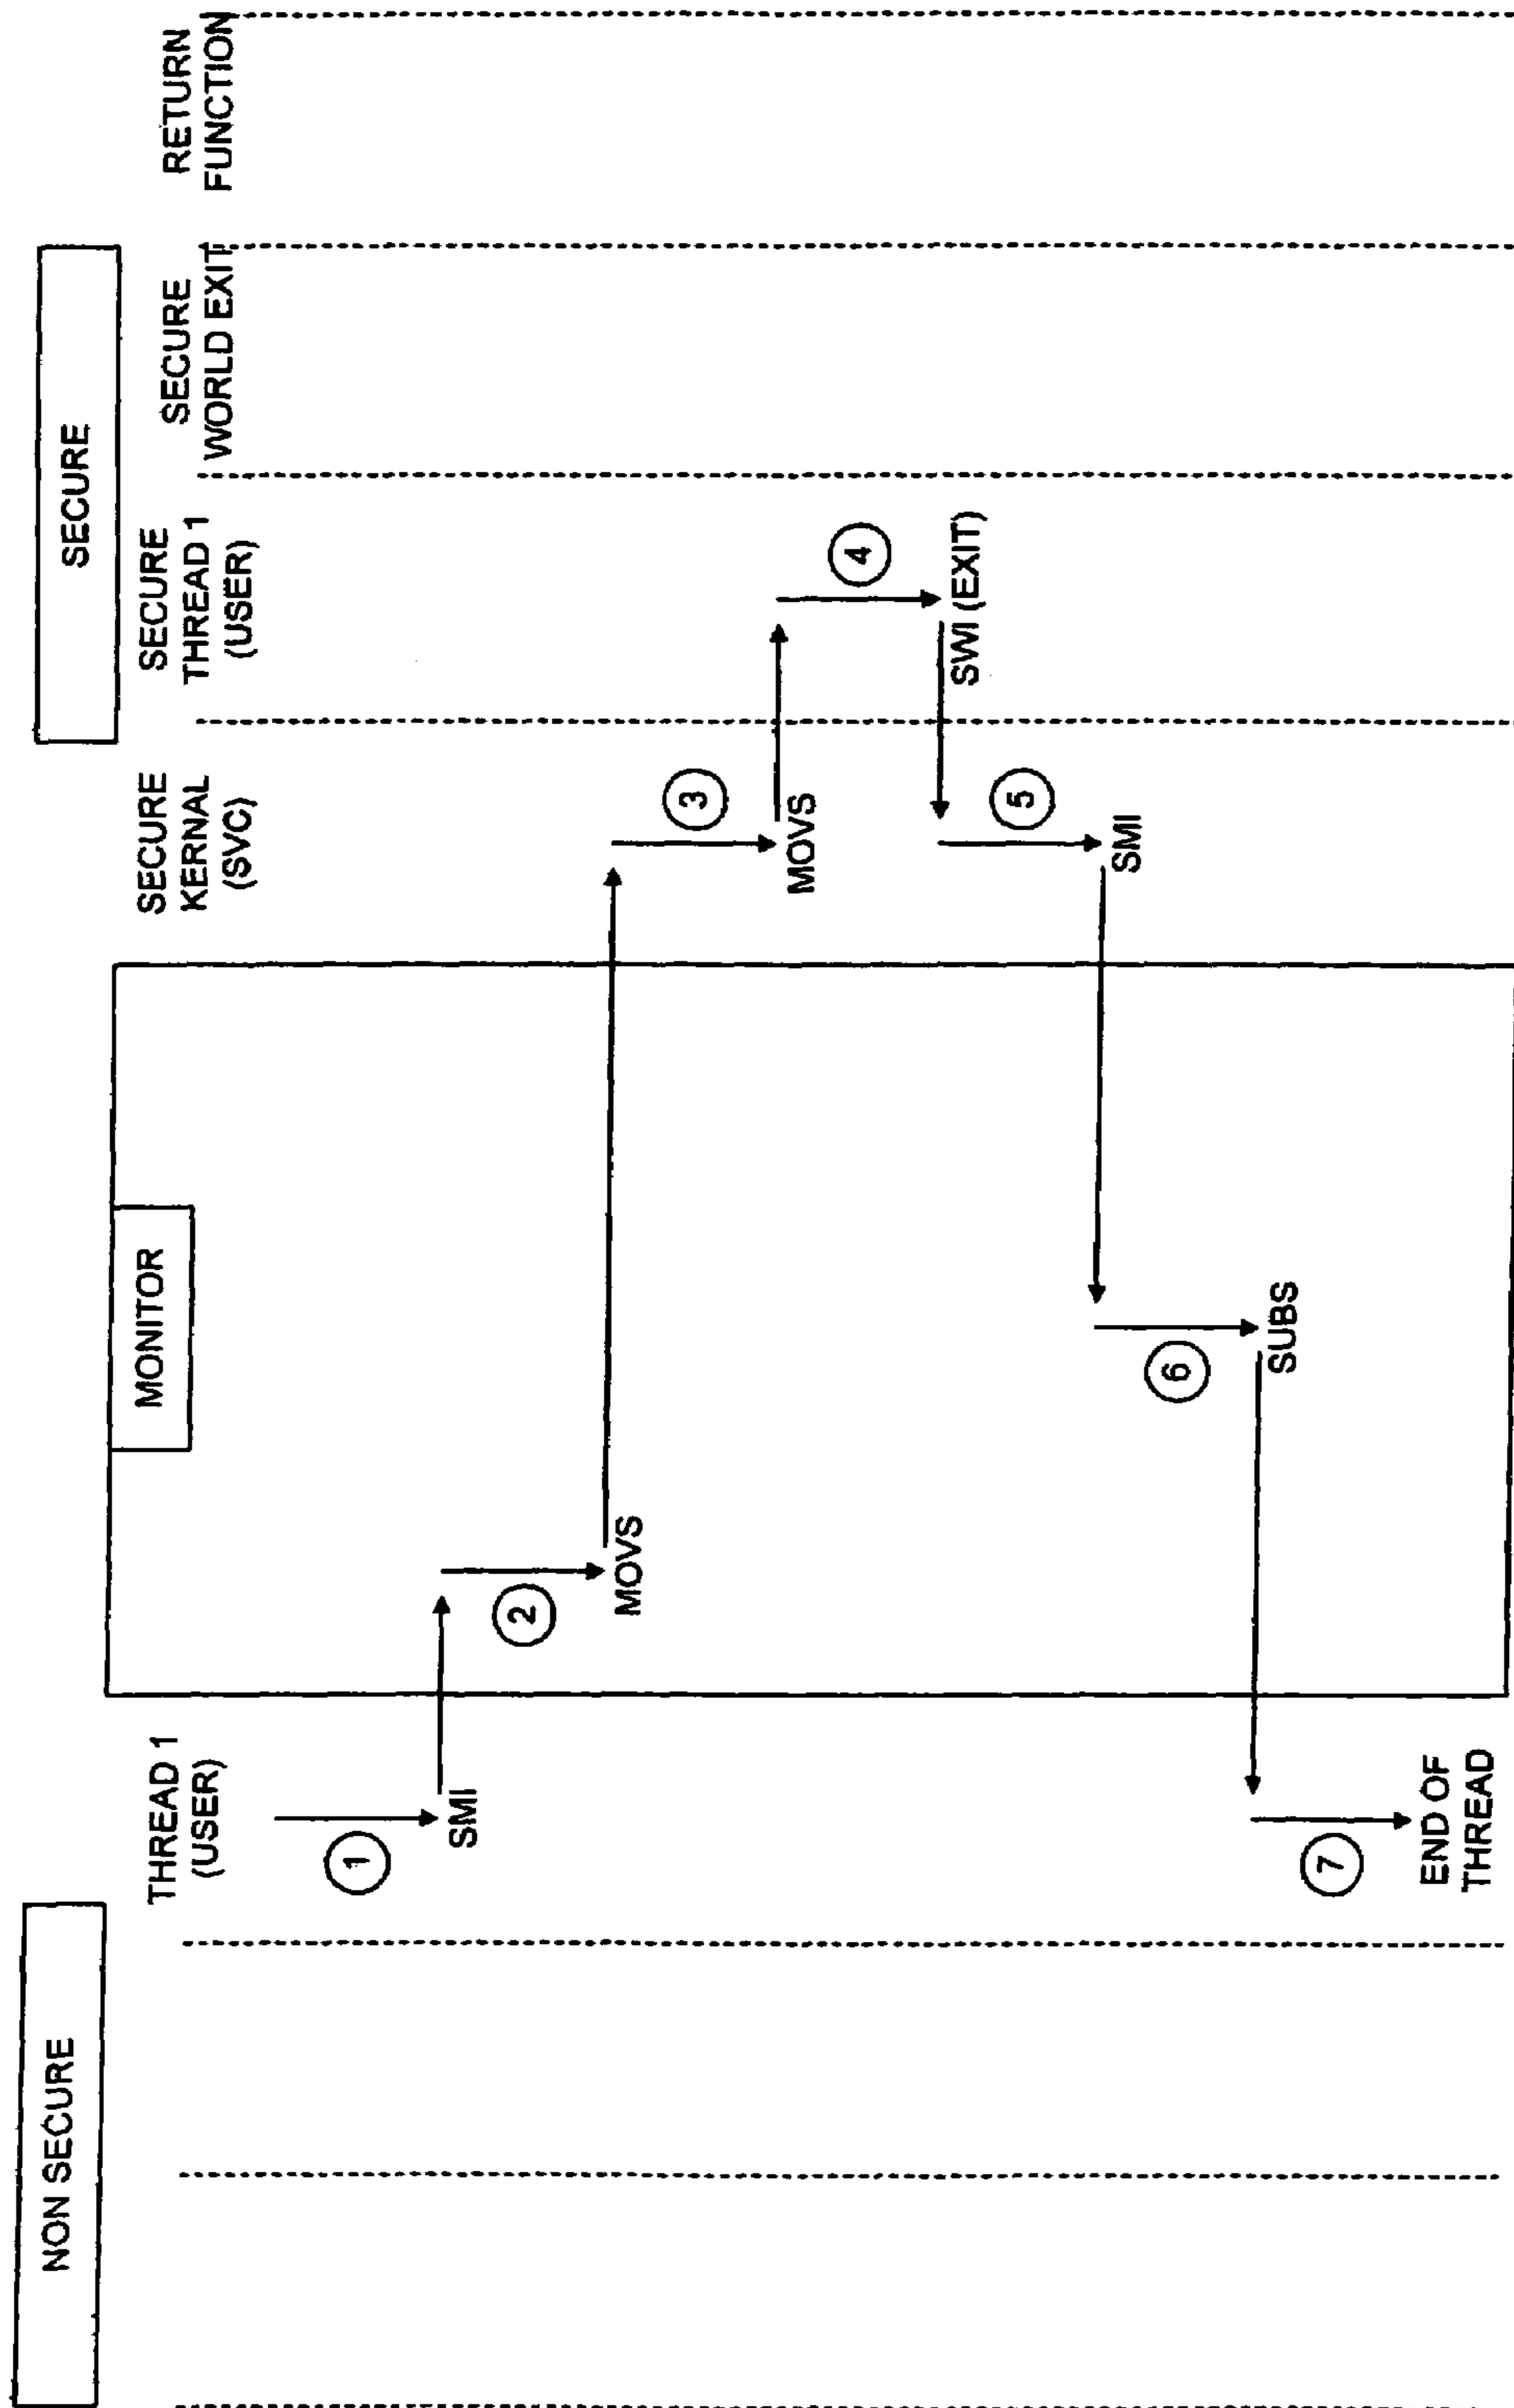 NON SECURE
SECURE
MONITOR
THREAD 1
(USER)
SECURE
KERNAL
(SVC)
SECURE
THREAD 1
(USER)
SECURE
WORLD EXIT
RETURN
FUNCTION
1
SMI
2
MOVS
3
MOVS
4
SWI (EXIT)
5
SMI
6
SUBS
7
END OF
THREAD